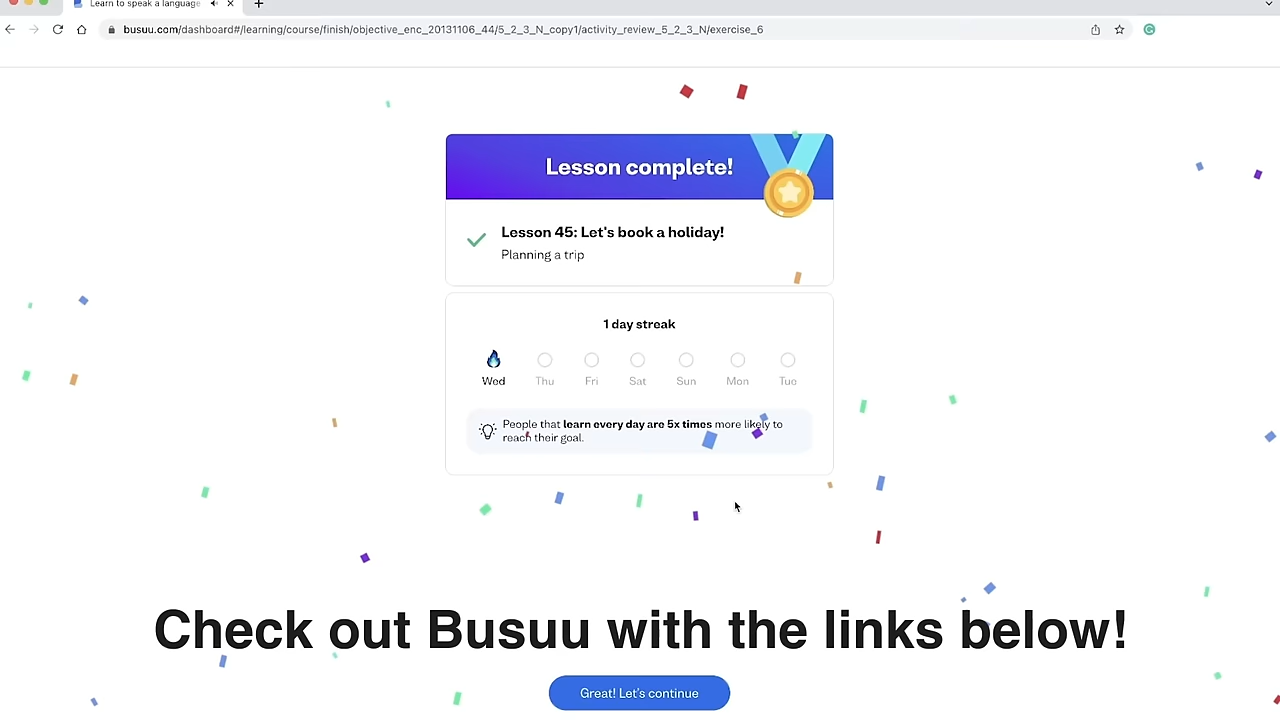 Learn to speak a language
busuu.com/dashboard#/learning/course/finish/objective_enc_20131106_44/5_2_3_N_copy1/activity_review_5_2_3_N/exercise_6
Lesson complete!
Lesson 45: Let's book a holiday!
Planning a trip
1 day streak
Wed Thu Fri Sat Sun Mon Tue
People that learn every day are 5x times more likely to
reach their goal.
Check out Busuu with the links below!
Great! Let's continue